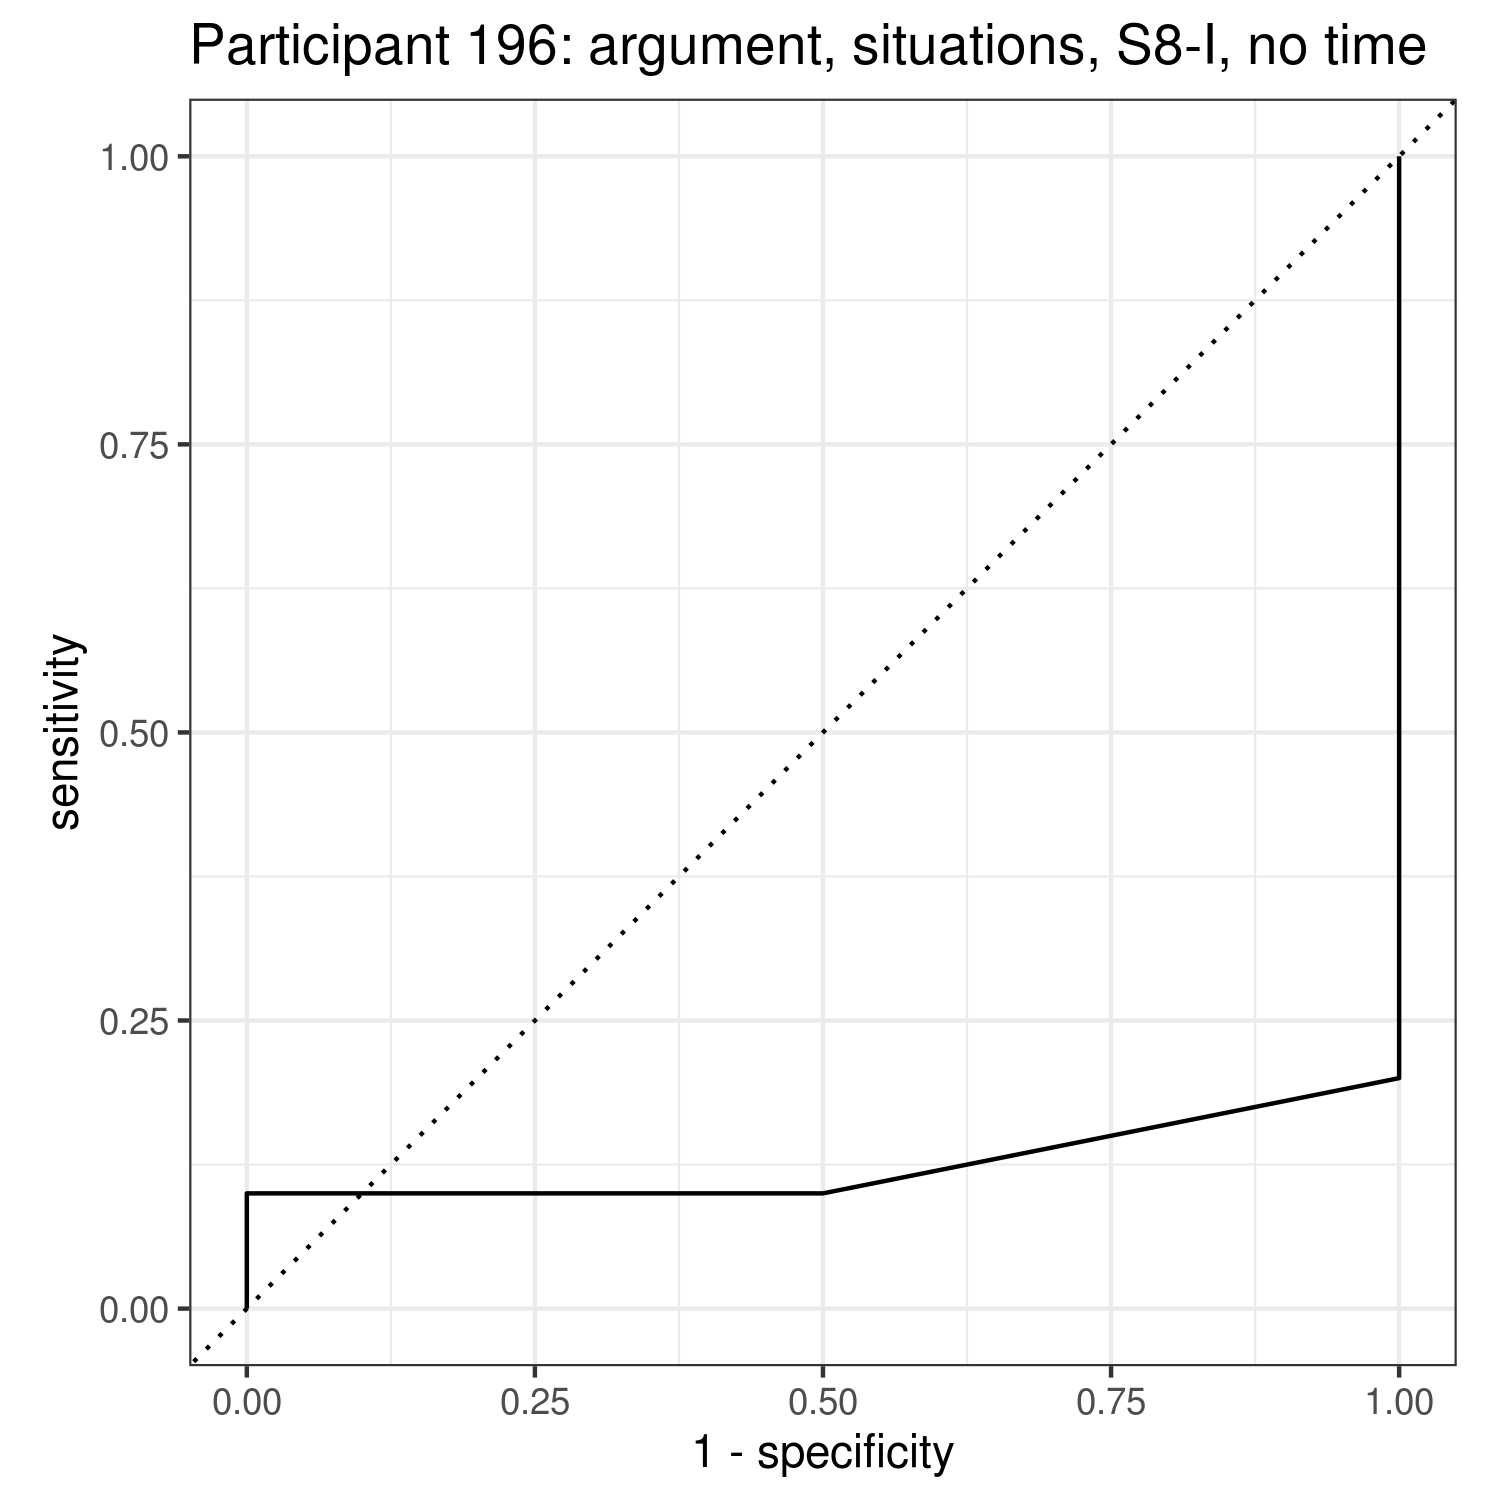 Participant 196: argument, situations, S8-I, no time
1.00
0.75
0.50
0.25
0.00
sensitivity
0.00 0.25 0.50 0.75 1.00
1 - specificity